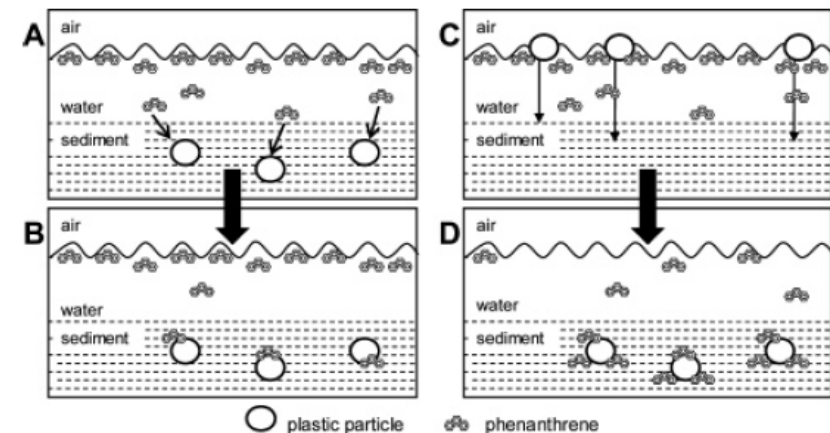 A
air
water
sediment
C
air
water
sediment
B
air
water
sediment
D
air
water
sediment
plastic particle phenanthrene